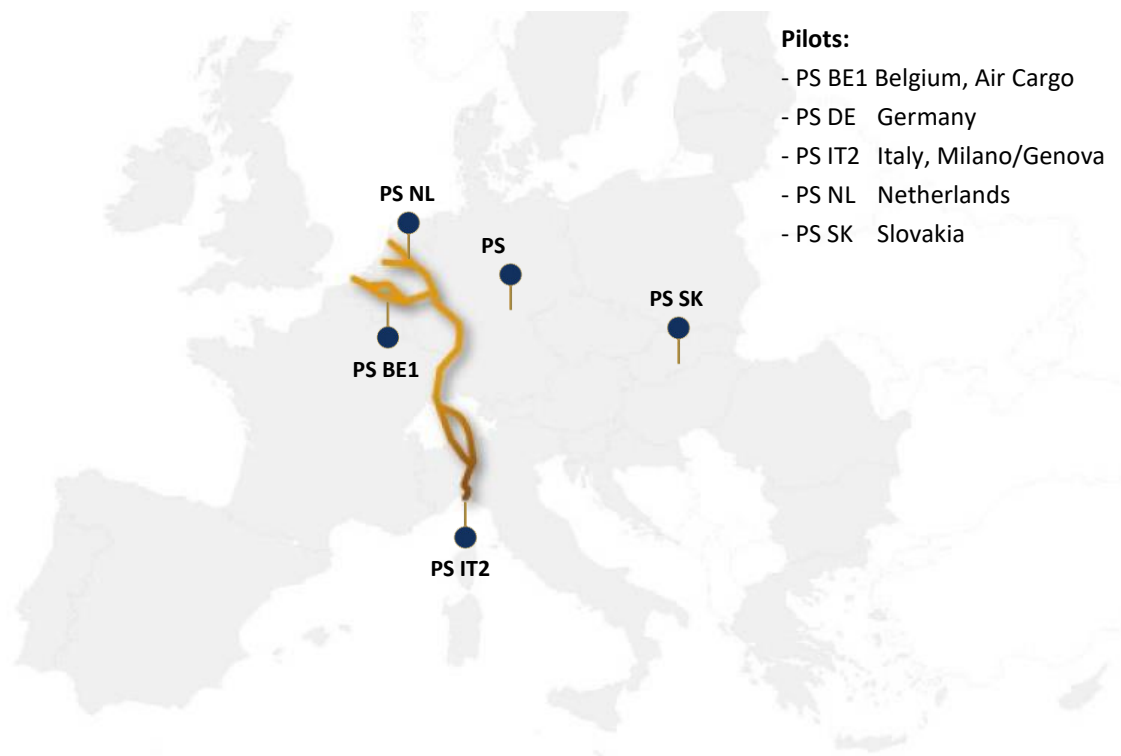 Pilots:
- PS BE1 Belgium, Air Cargo
- PS DE Germany
- PS IT2 Italy, Milano/Genova
- PS NL Netherlands
- PS SK Slovakia
PS NL
PS
PS SK
PS BE1
PS IT2